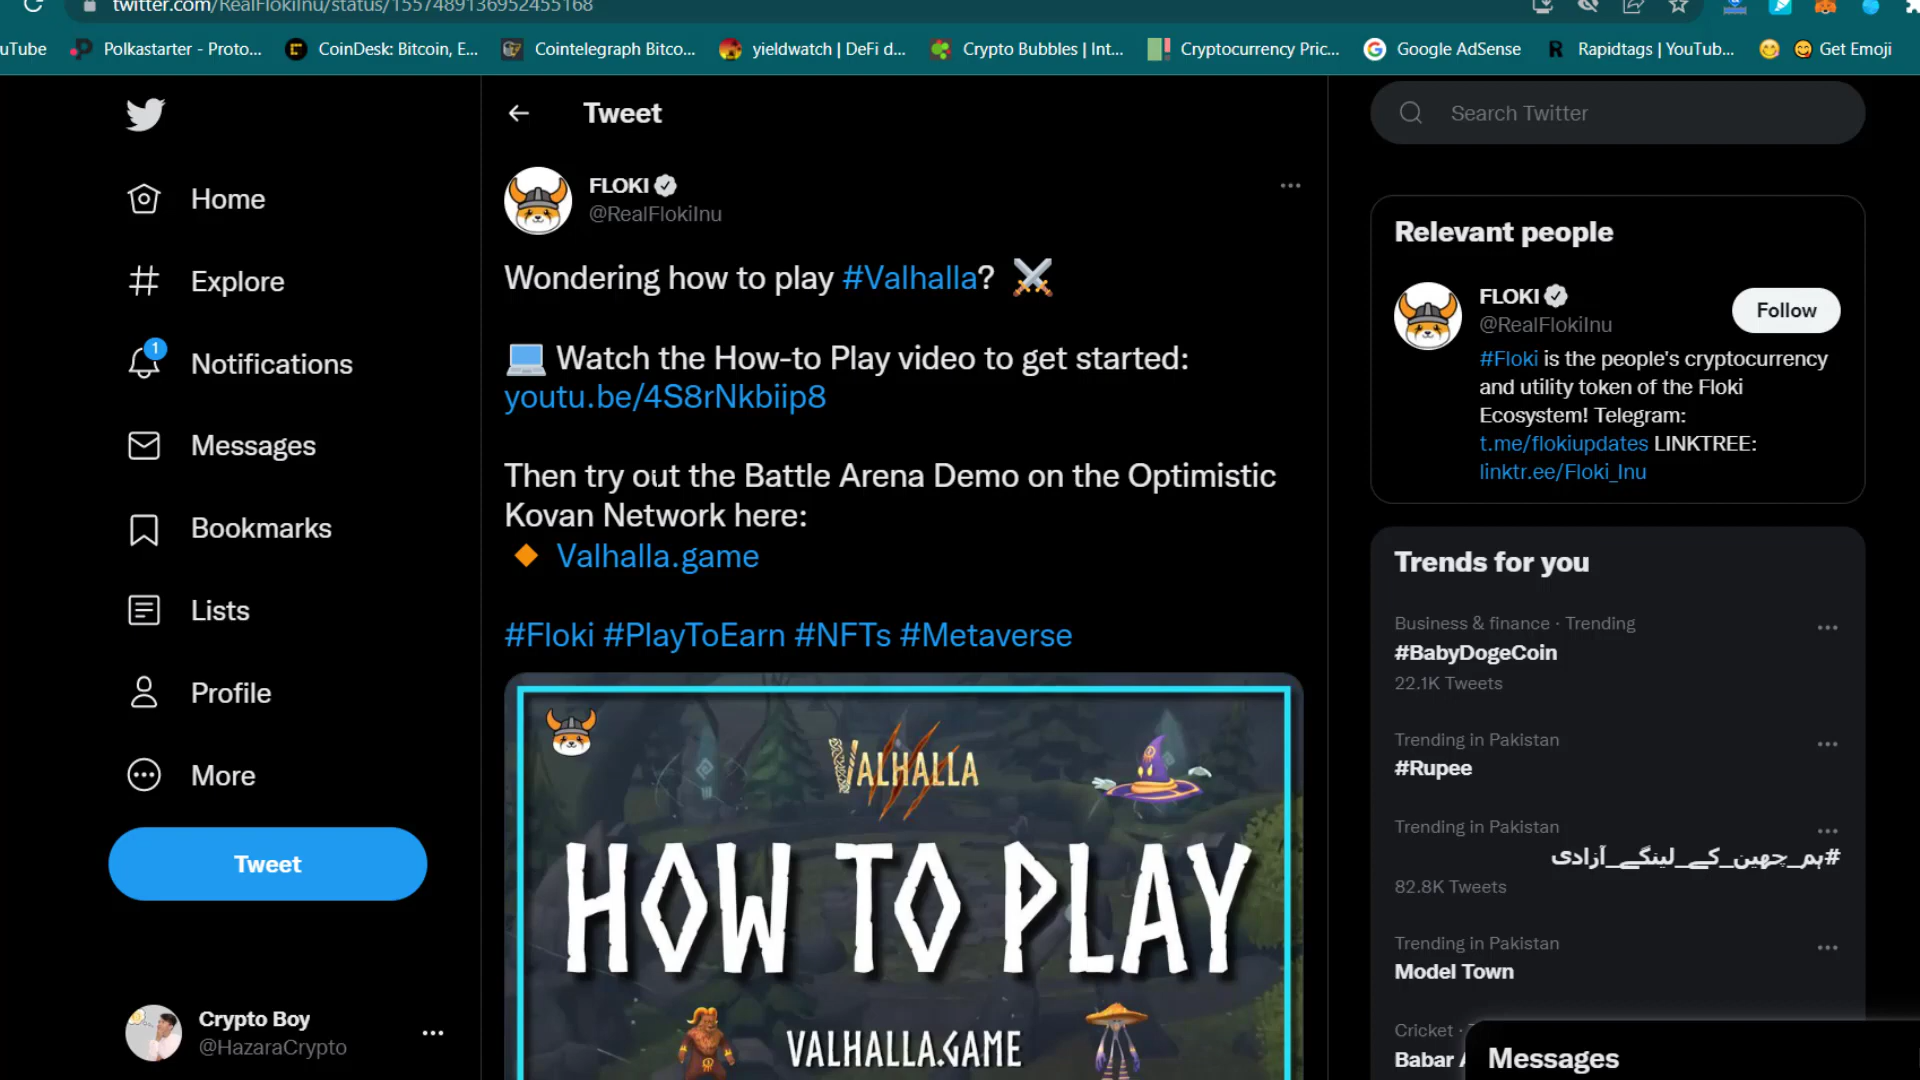 twitter.com/RealFlokiInu/status/1557489136952455168
uTube
Polkastarter - Proto...
CoinDesk: Bitcoin, E...
Cointelegraph Bitco...
yieldwatch | DeFi d...
Crypto Bubbles | Int...
Cryptocurrency Pric...
Google AdSense
Rapidtags | YouTub...
Get Emoji
Home
Explore
1
Notifications
Messages
Bookmarks
Lists
Profile
More
Tweet
Crypto Boy
@HazaraCrypto
Tweet
FLOKI
@RealFlokiInu
Wondering how to play #Valhalla? ⚔️
💻 Watch the How-to Play video to get started:
youtu.be/4S8rNkbiip8
Then try out the Battle Arena Demo on the Optimistic
Kovan Network here:
🔸 Valhalla.game
#Floki #PlayToEarn #NFTs #Metaverse
VALHALLA
HOW TO PLAY
VALHALLA.GAME
Search Twitter
Relevant people
FLOKI
@RealFlokiInu
Follow
#Floki is the people's cryptocurrency
and utility token of the Floki
Ecosystem! Telegram:
t.me/flokiupdates LINKTREE:
linktr.ee/Floki_Inu
Trends for you
Business & finance · Trending
#BabyDogeCoin
22.1K Tweets
Trending in Pakistan
#Rupee
Trending in Pakistan
#ہم_چھین_کے_لینگے_آزادی
82.8K Tweets
Trending in Pakistan
Model Town
Cricket ·
Babar
Messages